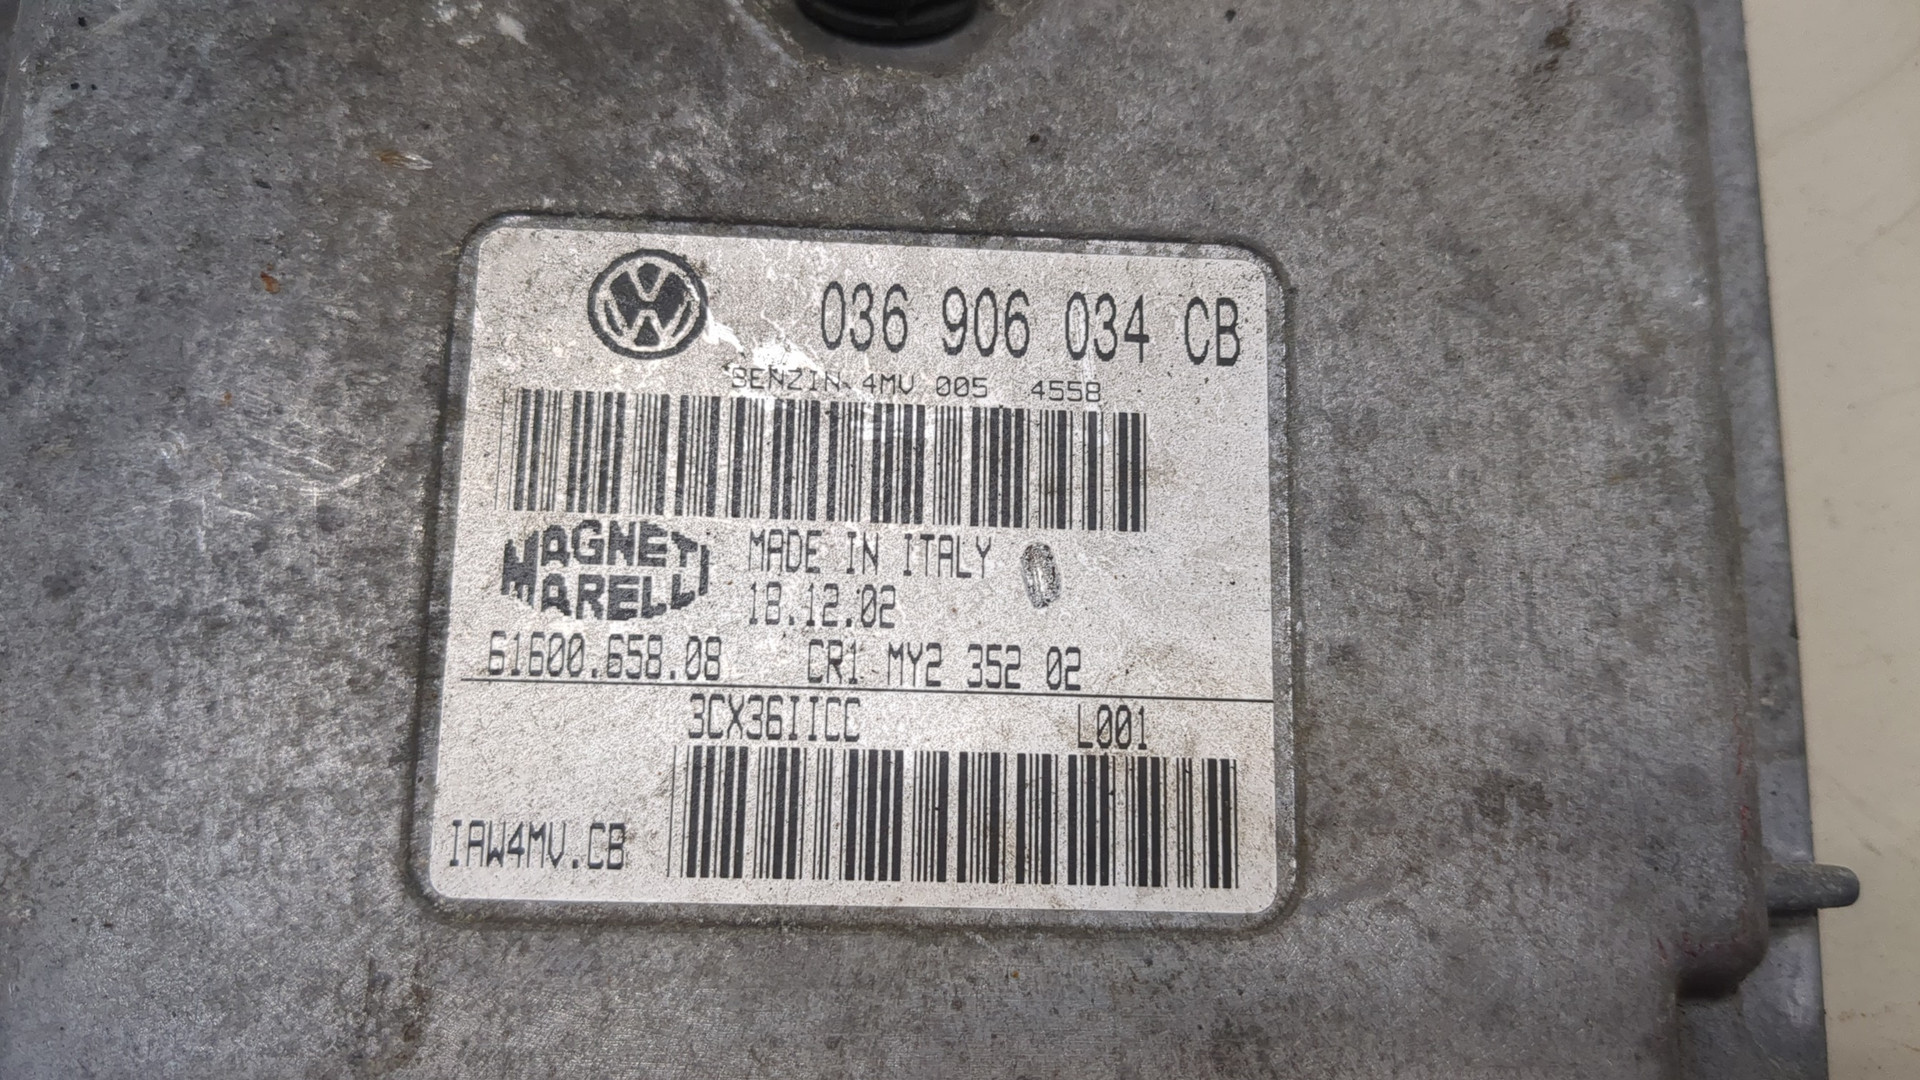 036 906 034 CB
BENZIN 4MV 005 4558
MAGNETI MARELLI
MADE IN ITALY
18.12.02
61600.658.08 CR1 MY2 352 02
3CX36IICC L001
IAW4MV.CB